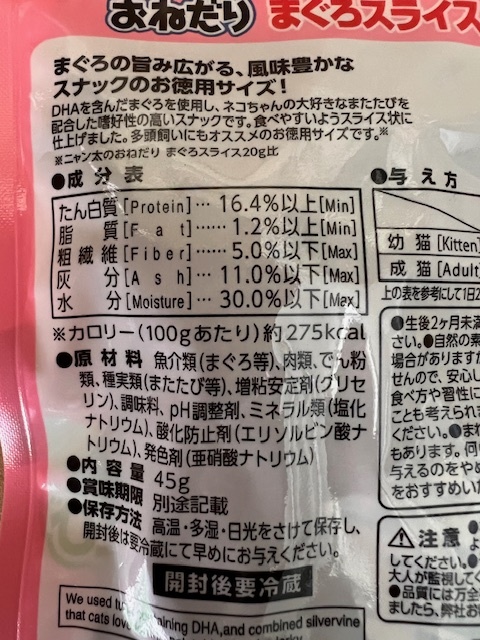 おねだり まぐろスライス
まぐろの旨み広がる、風味豊かな
スナックのお徳用サイズ！
DHAを含んだまぐろを使用し、ネコちゃんの大好きなまたたびを
配合した嗜好性の高いスナックです。食べやすいようスライス状に
仕上げました。多頭飼いにもオススメのお徳用サイズです。※
※ニャン太のおねだり まぐろスライス20g比
●成分表
たん白質[Protein]…16.4%以上[Min]
脂質[Fat]……1.2%以上[Min]
粗繊維[Fiber]…5.0%以下[Max]
灰分[Ash]…11.0%以下[Max]
水分[Moisture]…30.0%以下[Max]
※カロリー(100gあたり)約275kcal
●原材料 魚介類(まぐろ等)、肉類、でん粉
類、種実類(またたび等)、増粘安定剤(グリセ
リン)、調味料、pH調整剤、ミネラル類(塩化
ナトリウム)、酸化防止剤(エリソルビン酸ナ
トリウム)、発色剤(亜硝酸ナトリウム)
●内容量 45g
●賞味期限 別途記載
●保存方法 高温・多湿・日光をさけて保存し、
開封後は要冷蔵にて早めにお与えください。
開封後要冷蔵
We used tu aining DHA,and combined silvervine
that cats love
●与え方
幼猫[Kitten]
成猫[Adult]
上の表を参考にして1日2
●生後2ヶ月未満
さい。●自然の素
場合がありますか
せんので、安心し
食べ方や習性に
ことも考えられま
ください。●まれ
もあります。何
与えるのをやめ
をおすすめいた
⚠注意
してください。●
大人が監視してく
●品質には万全
ましたら、弊社お